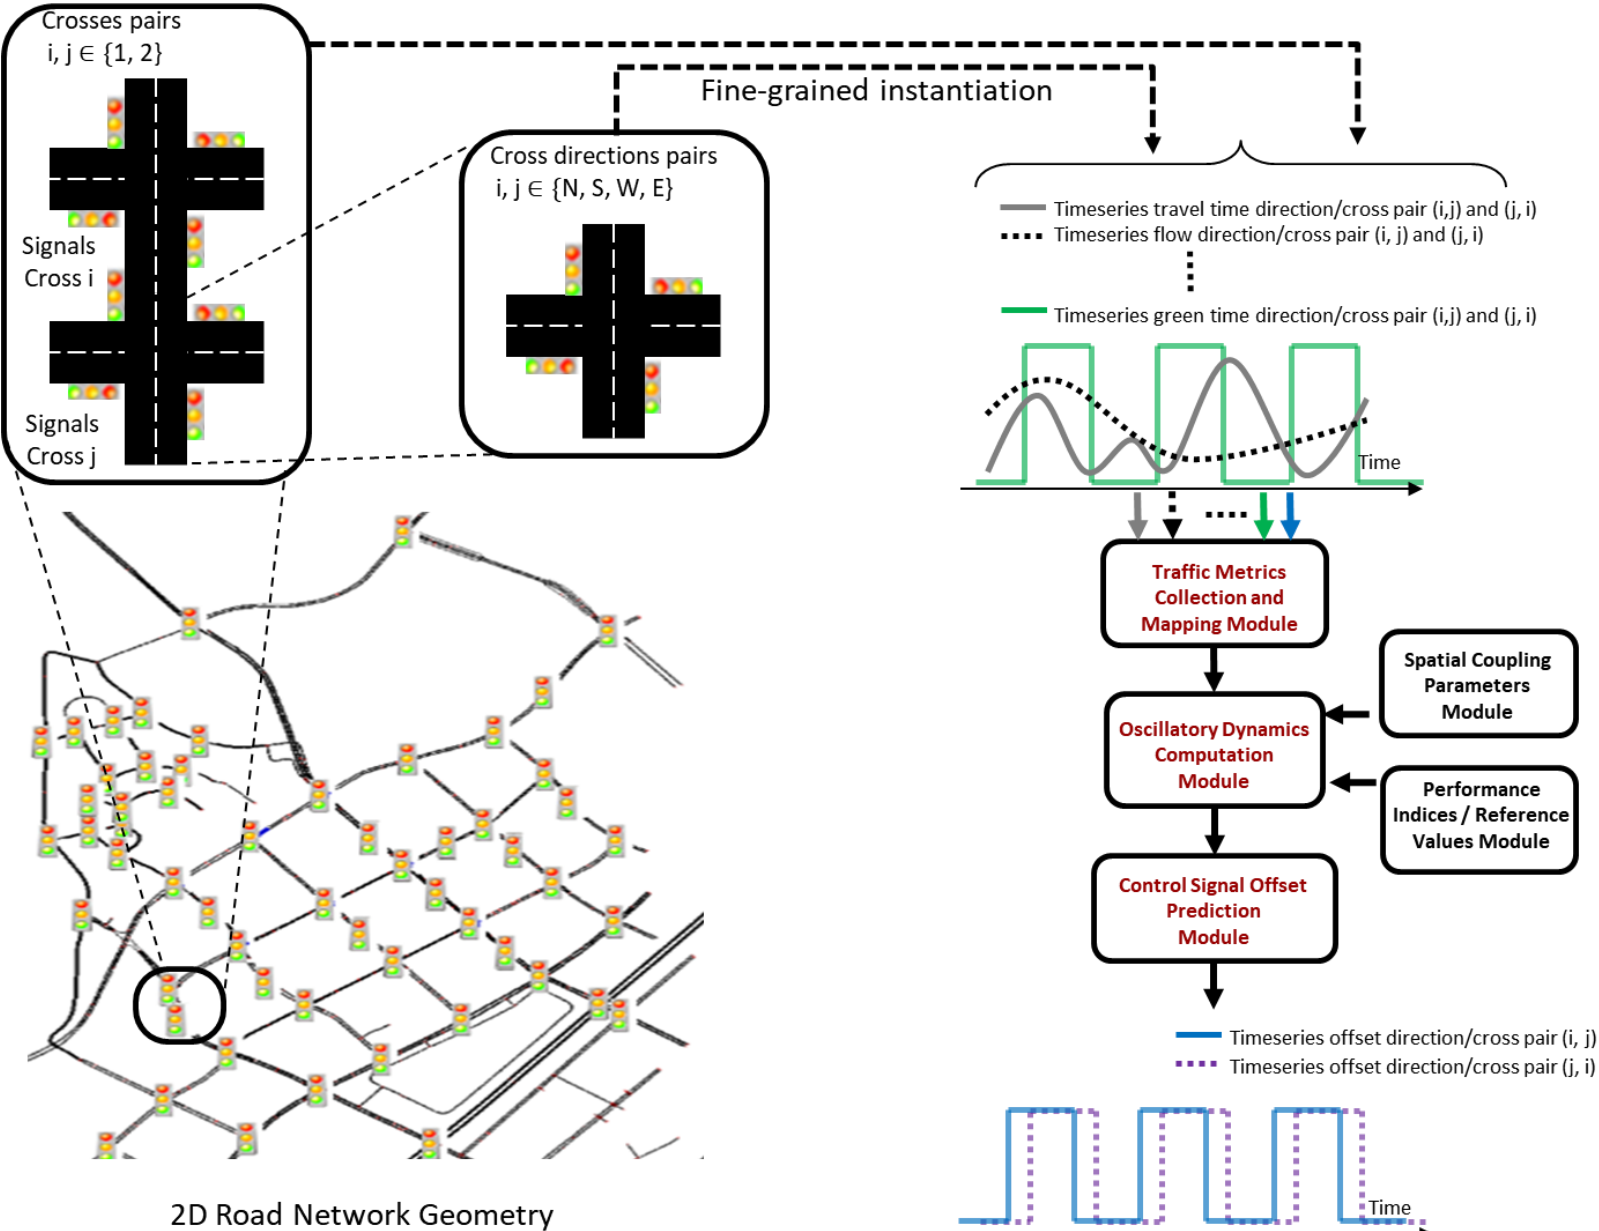 Crosses pairs
i, j ∈ {1, 2}
Signals
Cross i
Signals
Cross j
Cross directions pairs
i, j ∈ {N, S, W, E}
Fine-grained instantiation
Timeseries travel time direction/cross pair (i,j) and (j, i)
Timeseries flow direction/cross pair (i, j) and (j, i)
Timeseries green time direction/cross pair (i,j) and (j, i)
Time
Traffic Metrics
Collection and
Mapping Module
Spatial Coupling
Parameters
Module
Oscillatory Dynamics
Computation
Module
Performance
Indices / Reference
Values Module
Control Signal Offset
Prediction
Module
Timeseries offset direction/cross pair (i, j)
Timeseries offset direction/cross pair (j, i)
Time
2D Road Network Geometry